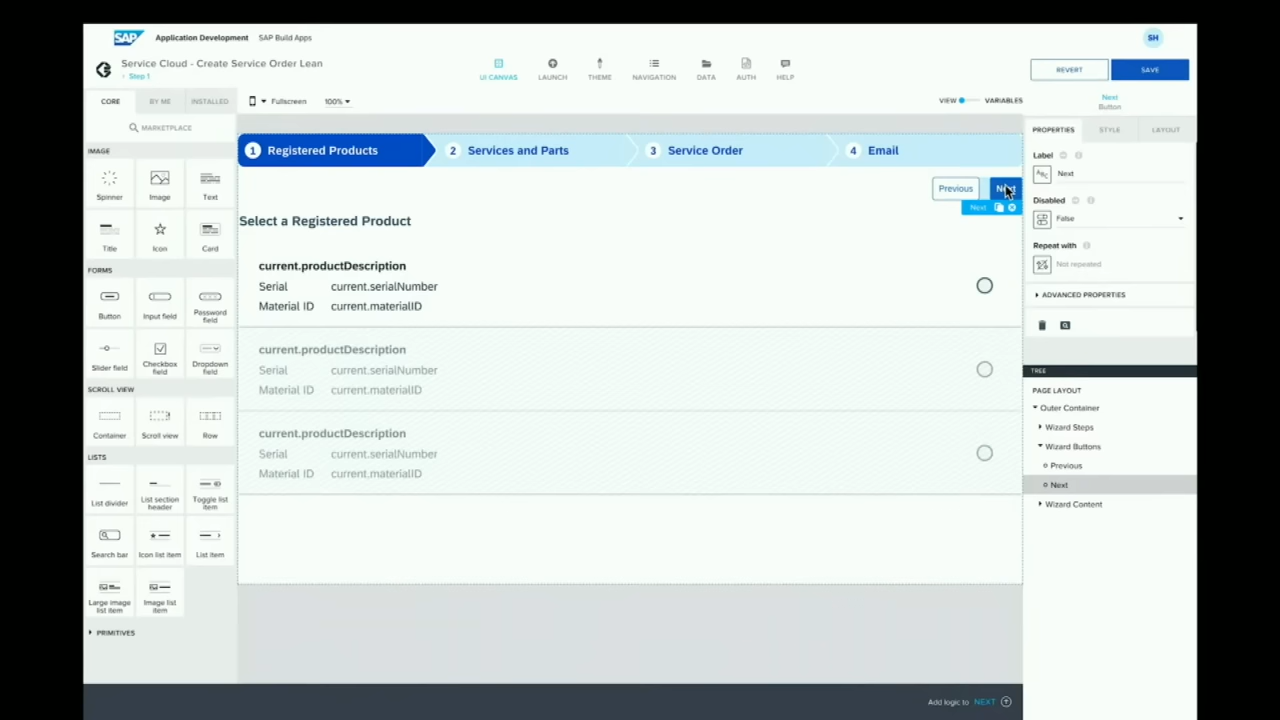 SAP Application Development SAP Build Apps SH
Service Cloud - Create Service Order Lean
‹ Step 1
UI CANVAS LAUNCH THEME NAVIGATION DATA AUTH HELP
REVERT SAVE
CORE BY ME INSTALLED
Fullscreen 100%
VIEW VARIABLES
Next
Button
MARKETPLACE
IMAGE
Spinner Image Text
Title Icon Card
FORMS
Button Input field Password field
Slider field Checkbox field Dropdown field
SCROLL VIEW
Container Scroll view Row
LISTS
List divider List section header Toggle list item
Search bar Icon list item List item
Large image list item Image list item
PRIMITIVES
1 Registered Products 2 Services and Parts 3 Service Order 4 Email
Previous Next
Next
Select a Registered Product
current.productDescription
Serial current.serialNumber
Material ID current.materialID
current.productDescription
Serial current.serialNumber
Material ID current.materialID
current.productDescription
Serial current.serialNumber
Material ID current.materialID
Add logic to NEXT
PROPERTIES STYLE LAYOUT
Label
ABC Next
Disabled
False
Repeat with
Not repeated
ADVANCED PROPERTIES
TREE
PAGE LAYOUT
Outer Container
Wizard Steps
Wizard Buttons
Previous
Next
Wizard Content